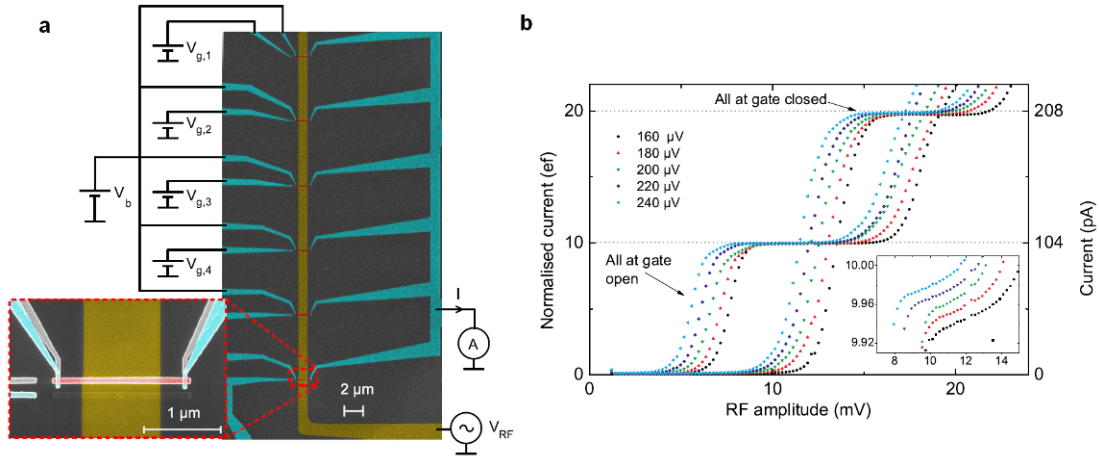 a
V_g,1
V_g,2
V_b
V_g,3
V_g,4
I
A
2 µm
1 µm
V_RF
b
All at gate closed
160 µV
180 µV
200 µV
220 µV
240 µV
All at gate
open
Normalised current (ef)
20
10
0
Current (pA)
208
104
0
0
10
20
RF amplitude (mV)
10.00
9.96
9.92
8
10
12
14